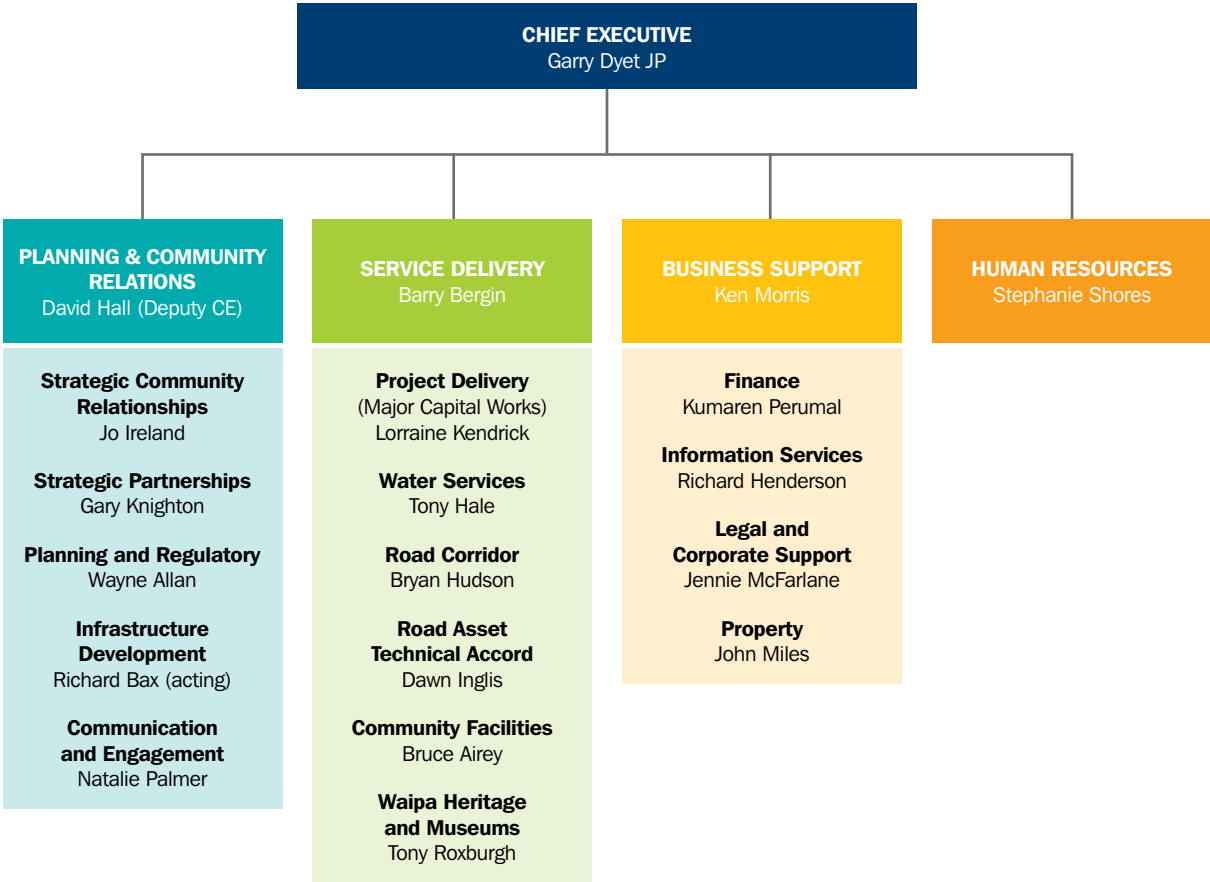 CHIEF EXECUTIVE
Garry Dyet JP
PLANNING & COMMUNITY
RELATIONS
David Hall (Deputy CE)
Strategic Community
Relationships
Jo Ireland
Strategic Partnerships
Gary Knighton
Planning and Regulatory
Wayne Allan
Infrastructure
Development
Richard Bax (acting)
Communication
and Engagement
Natalie Palmer
SERVICE DELIVERY
Barry Bergin
Project Delivery
(Major Capital Works)
Lorraine Kendrick
Water Services
Tony Hale
Road Corridor
Bryan Hudson
Road Asset
Technical Accord
Dawn Inglis
Community Facilities
Bruce Airey
Waipa Heritage
and Museums
Tony Roxburgh
BUSINESS SUPPORT
Ken Morris
Finance
Kumaren Perumal
Information Services
Richard Henderson
Legal and
Corporate Support
Jennie McFarlane
Property
John Miles
HUMAN RESOURCES
Stephanie Shores